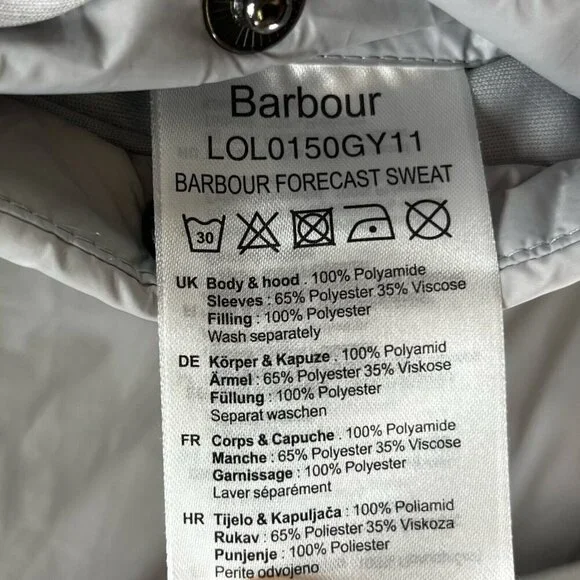 Barbour
LOL0150GY11
BARBOUR FORECAST SWEAT
30
UK Body & hood . 100% Polyamide
Sleeves : 65% Polyester 35% Viscose
Filling : 100% Polyester
Wash separately
DE Körper & Kapuze . 100% Polyamid
Ärmel : 65% Polyester 35% Viskose
Füllung : 100% Polyester
Separat waschen
FR Corps & Capuche . 100% Polyamide
Manche : 65% Polyester 35% Viscose
Garnissage : 100% Polyester
Laver séparément
HR Tijelo & Kapuljača : 100% Poliamid
Rukav : 65% Poliester 35% Viskoza
Punjenje : 100% Poliester
Perite odvojeno